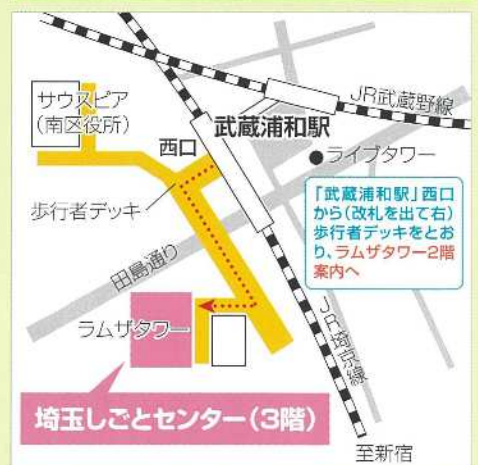 JR武蔵野線
サウスピア
(南区役所)
武蔵浦和駅
西口
●ライブタワー
歩行者デッキ
「武蔵浦和駅」西口
から(改札を出て右)
歩行者デッキをとお
り、ラムザタワー2階
案内へ
田島通り
ラムザタワー
JR埼京線
埼玉しごとセンター(3階)
至新宿